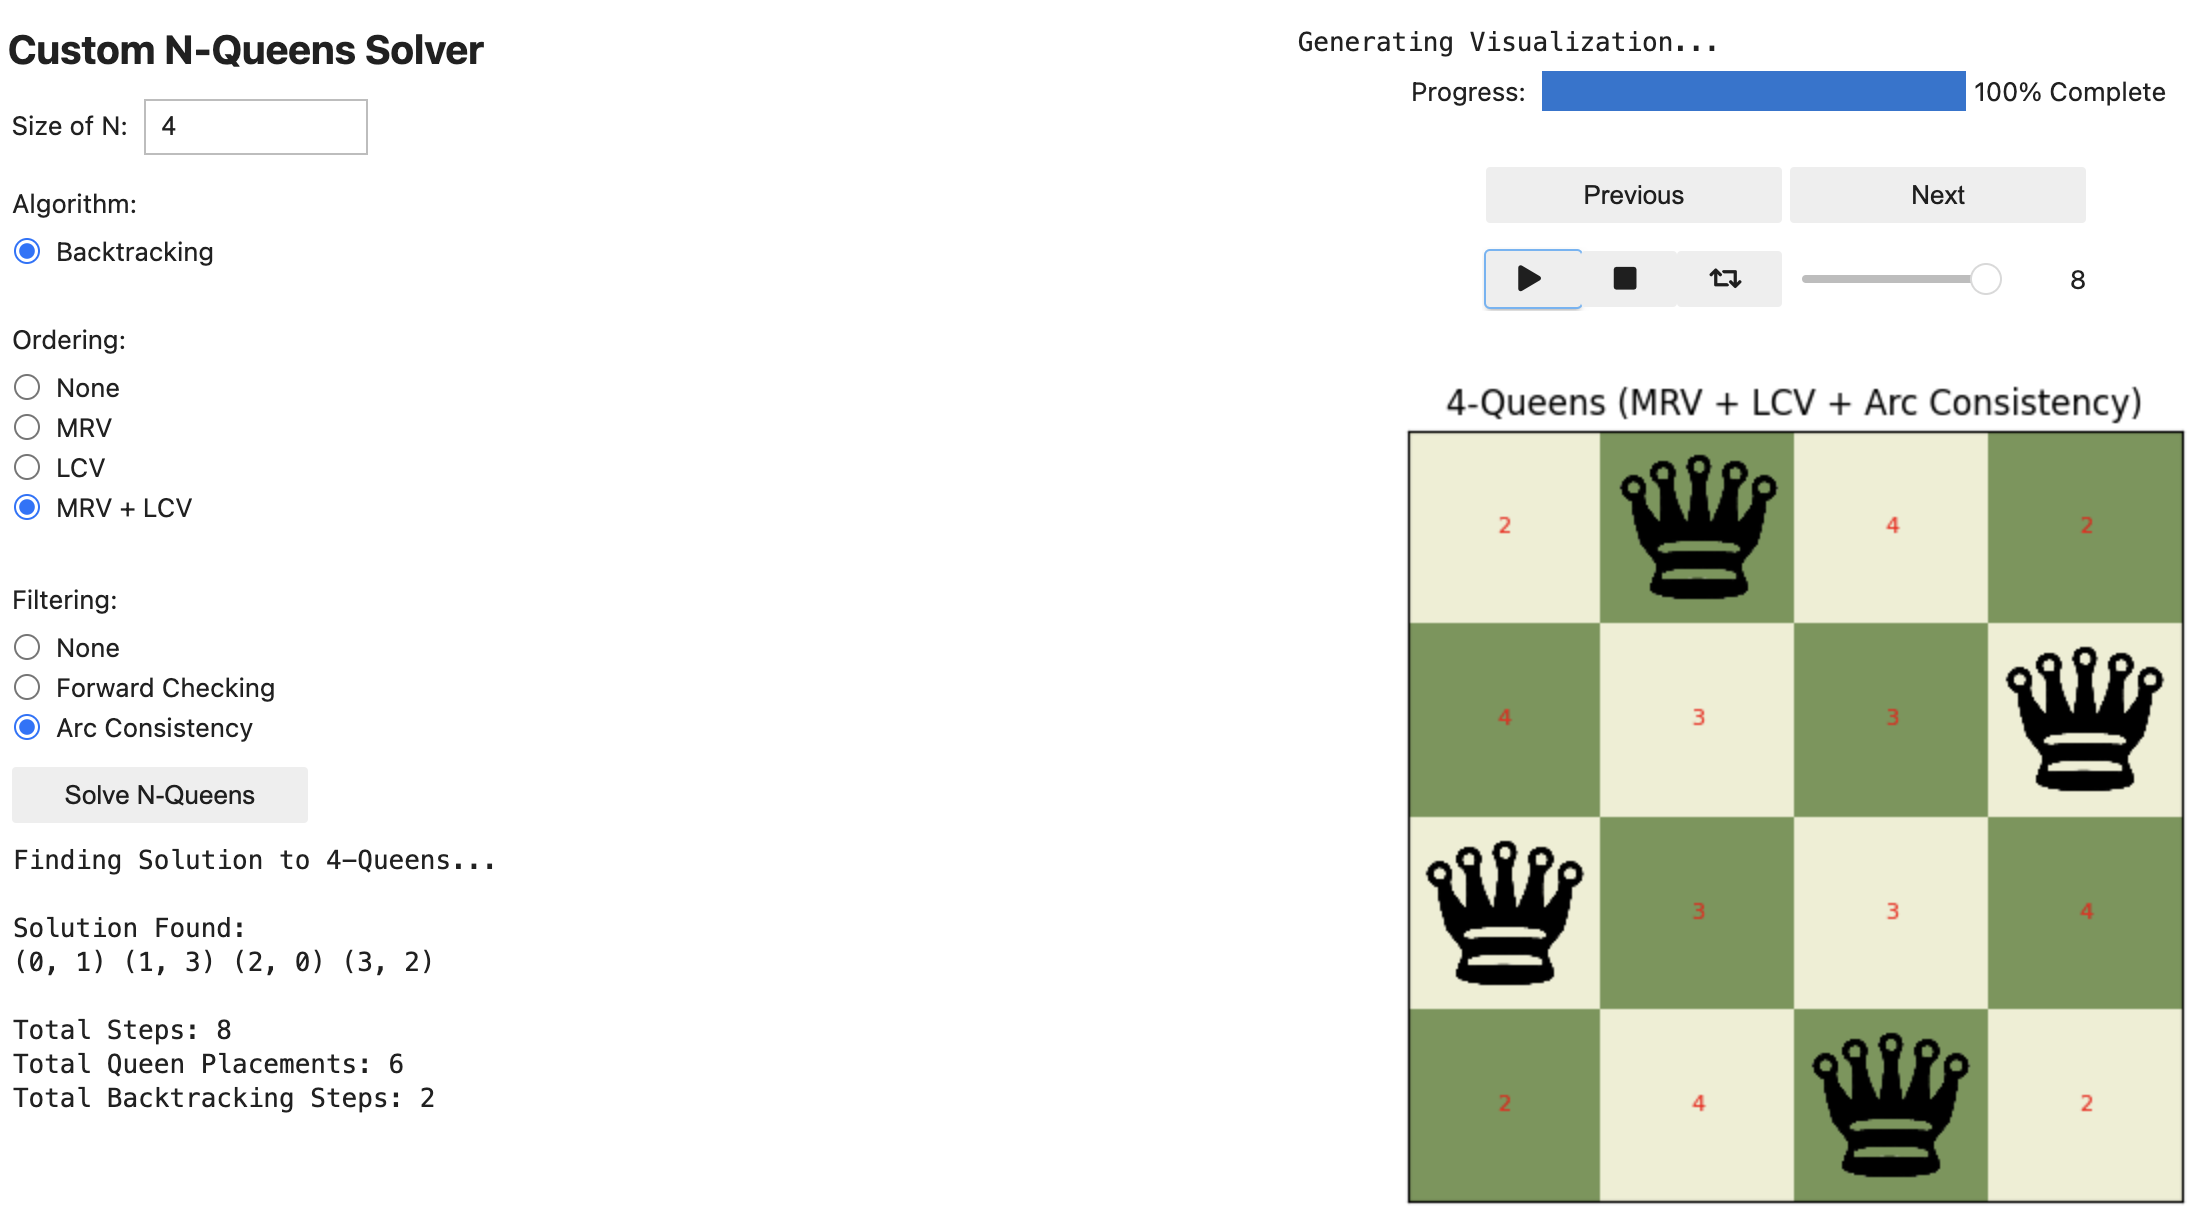 Custom N-Queens Solver
Size of N: 4
Algorithm:
Backtracking
Ordering:
None
MRV
LCV
MRV + LCV
Filtering:
None
Forward Checking
Arc Consistency
Solve N-Queens
Finding Solution to 4-Queens...
Solution Found:
(0, 1) (1, 3) (2, 0) (3, 2)
Total Steps: 8
Total Queen Placements: 6
Total Backtracking Steps: 2
Generating Visualization...
Progress: 100% Complete
Previous Next
8
4-Queens (MRV + LCV + Arc Consistency)
2 4 2
4 3 3
3 3 4
2 4 2